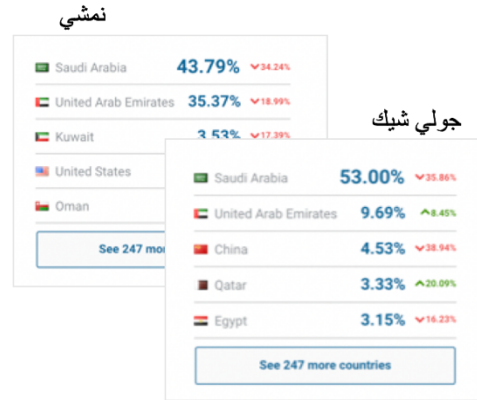 نمشي
Saudi Arabia 43.79% 34.24%
United Arab Emirates 35.37% 18.99%
Kuwait 3.53% 17.39%
United States
Oman
See 247
جولي شيك
Saudi Arabia 53.00% 35.86%
United Arab Emirates 9.69% 8.45%
China 4.53% 38.94%
Qatar 3.33% 20.09%
Egypt 3.15% 16.23%
See 247 more countries